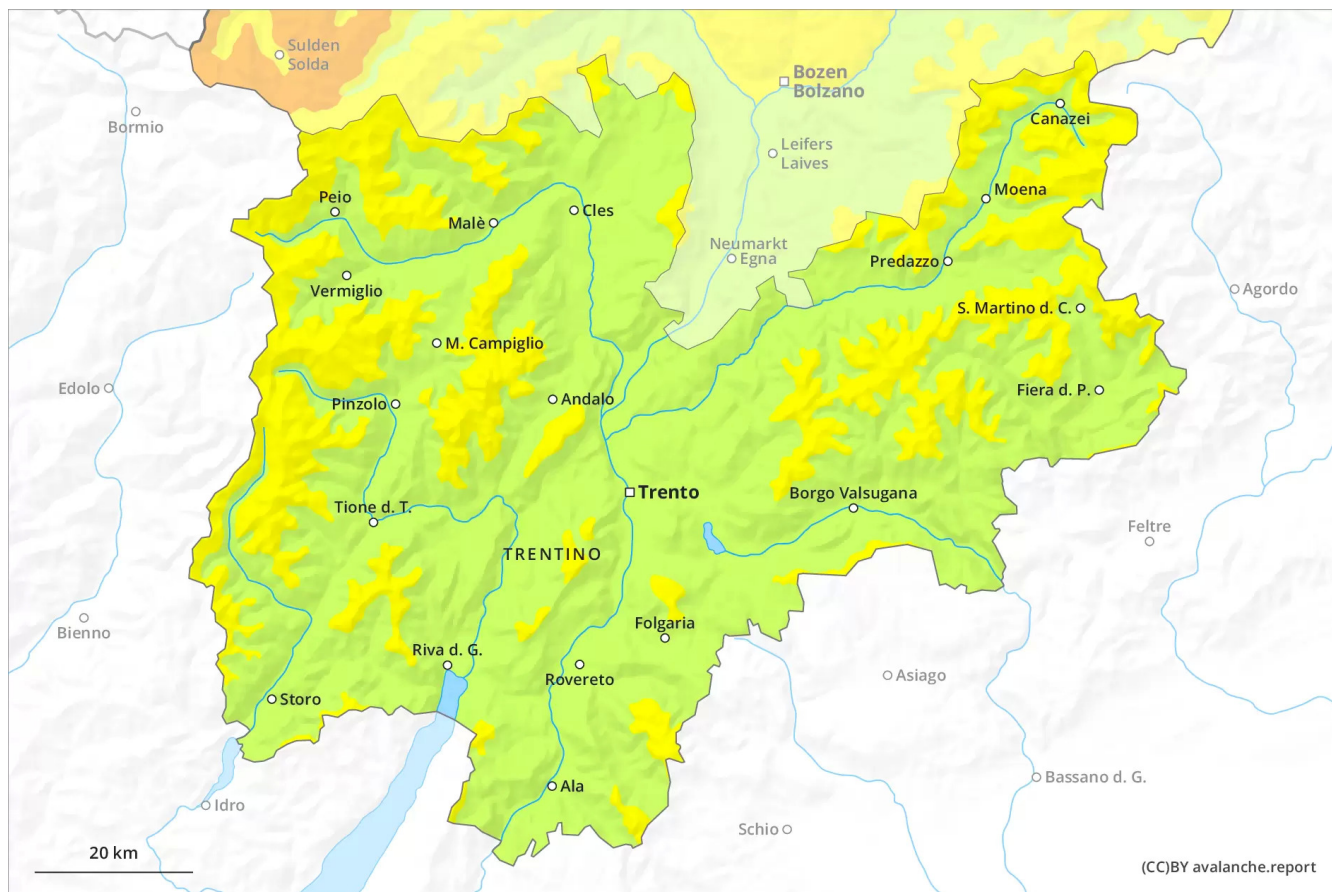 Sulden
Solda
Bozen
Bolzano
Bormio
Canazei
Leifers
Laives
Peio
Moena
Malè
Cles
Neumarkt
Egna
Predazzo
Vermiglio
Agordo
S. Martino d. C.
M. Campiglio
Edolo
Andalo
Fiera d. P.
Pinzolo
Trento
Borgo Valsugana
Tione d. T.
Feltre
TRENTINO
Bienno
Folgaria
Riva d. G.
Asiago
Rovereto
Storo
Bassano d. G.
Ala
Idro
Schio
20 km
(CC)BY avalanche.report